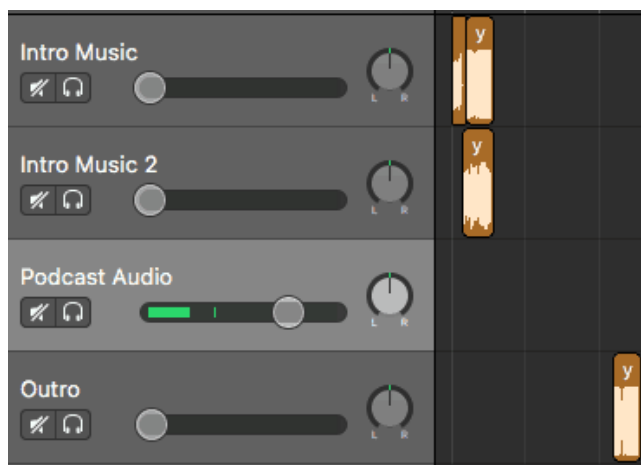 Intro Music
y
L R
Intro Music 2
y
L R
Podcast Audio
L R
Outro
y
L R